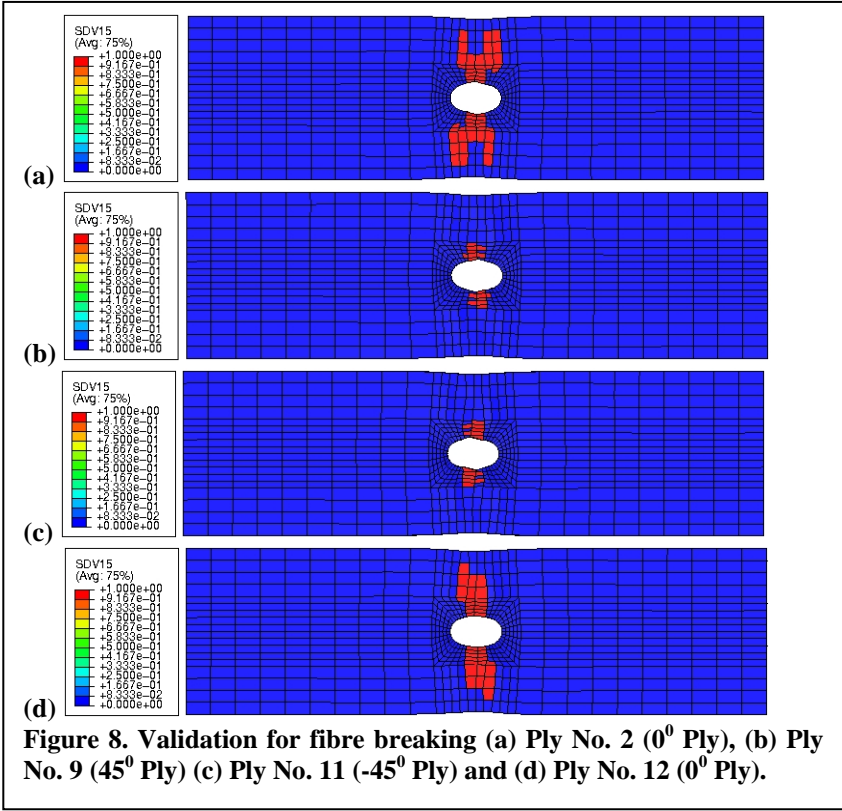 SDV15
(Avg: 75%)
+1.000e+00
+9.167e-01
+8.333e-01
+7.500e-01
+6.667e-01
+5.833e-01
+5.000e-01
+4.167e-01
+3.333e-01
+2.500e-01
+1.667e-01
+8.333e-02
+0.000e+00
(a)
SDV15
(Avg: 75%)
+1.000e+00
+9.167e-01
+8.333e-01
+7.500e-01
+6.667e-01
+5.833e-01
+5.000e-01
+4.167e-01
+3.333e-01
+2.500e-01
+1.667e-01
+8.333e-02
+0.000e+00
(b)
SDV15
(Avg: 75%)
+1.000e+00
+9.167e-01
+8.333e-01
+7.500e-01
+6.667e-01
+5.833e-01
+5.000e-01
+4.167e-01
+3.333e-01
+2.500e-01
+1.667e-01
+8.333e-02
+0.000e+00
(c)
SDV15
(Avg: 75%)
+1.000e+00
+9.167e-01
+8.333e-01
+7.500e-01
+6.667e-01
+5.833e-01
+5.000e-01
+4.167e-01
+3.333e-01
+2.500e-01
+1.667e-01
+8.333e-02
+0.000e+00
(d)
Figure 8. Validation for fibre breaking (a) Ply No. 2 (0⁰ Ply), (b) Ply
No. 9 (45⁰ Ply) (c) Ply No. 11 (-45⁰ Ply) and (d) Ply No. 12 (0⁰ Ply).